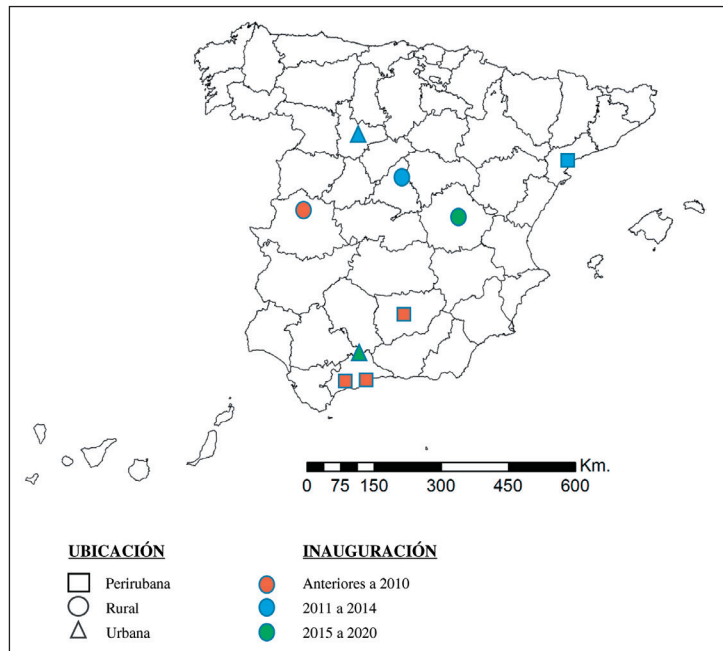 Km.
0 75 150 300 450 600
UBICACIÓN
Perirubana
Rural
Urbana
INAUGURACIÓN
Anteriores a 2010
2011 a 2014
2015 a 2020